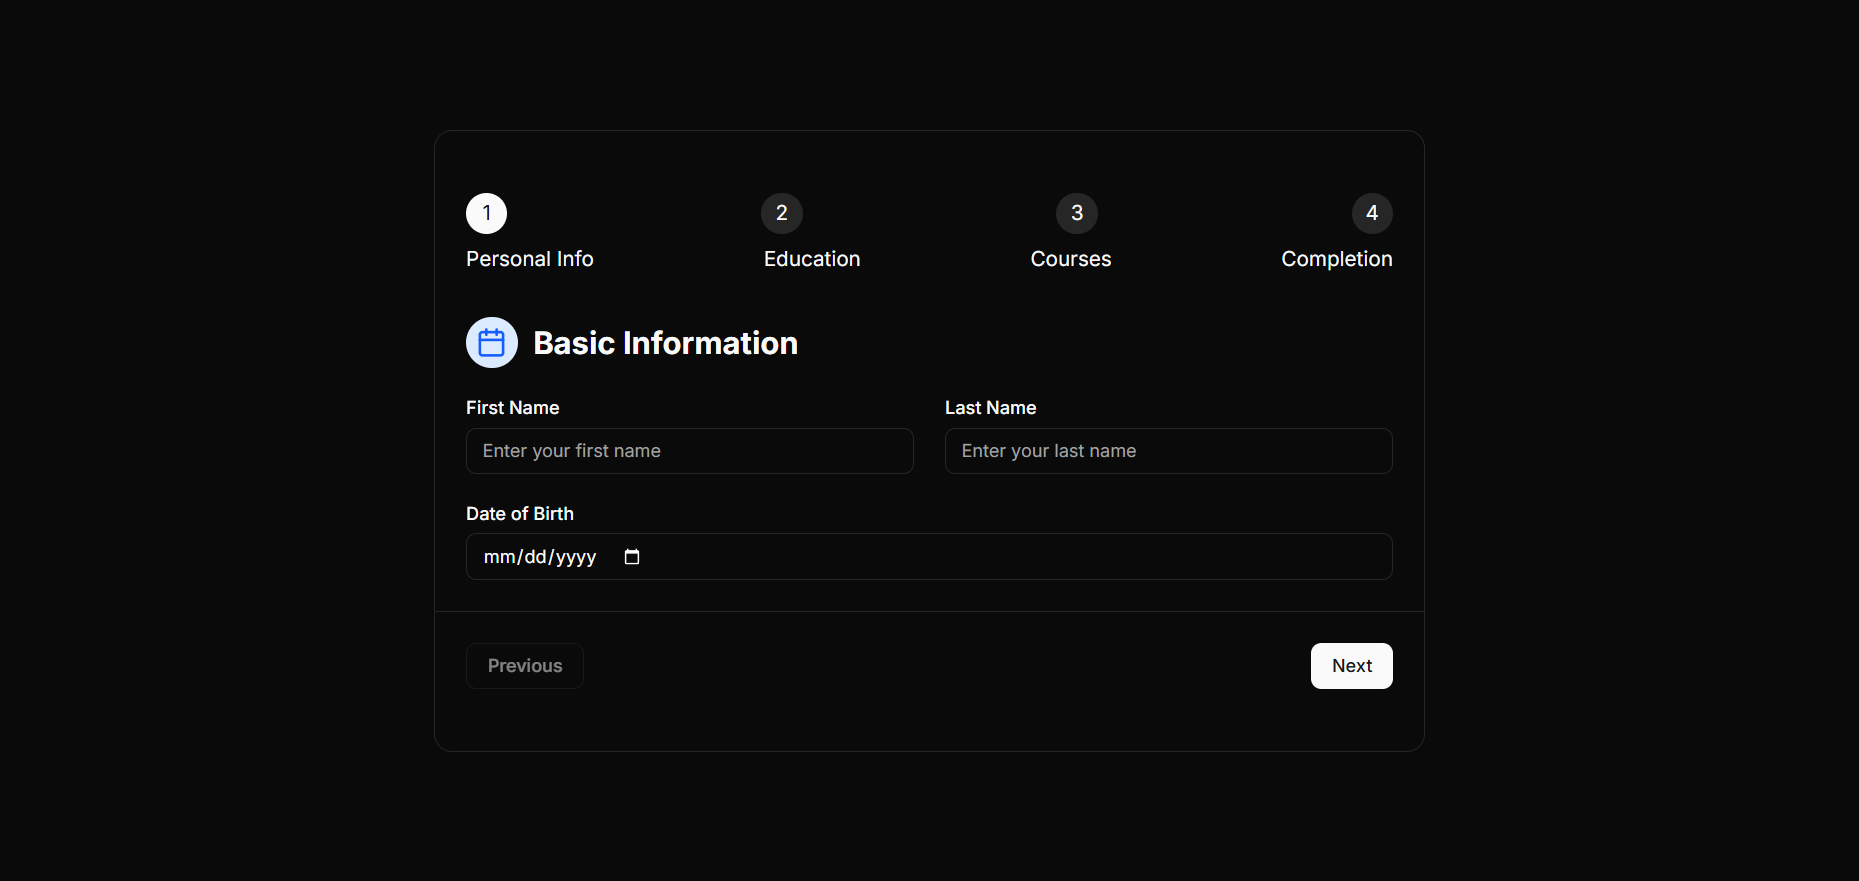 1 2 3 4
Personal Info Education Courses Completion
Basic Information
First Name Last Name
Enter your first name Enter your last name
Date of Birth
mm/dd/yyyy
Previous Next